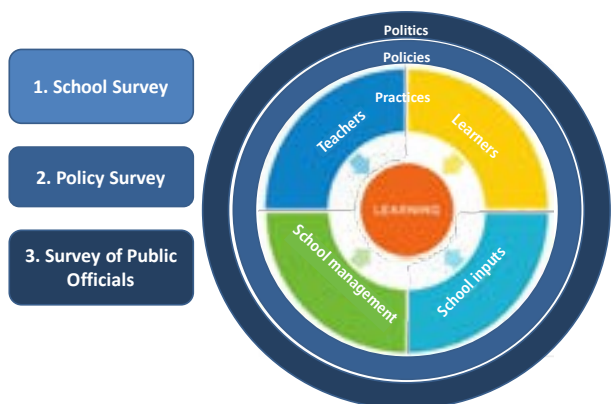 1. School Survey
2. Policy Survey
3. Survey of Public
Officials
Politics
Policies
Practices
Teachers
Learners
LEARNING
School management
School inputs